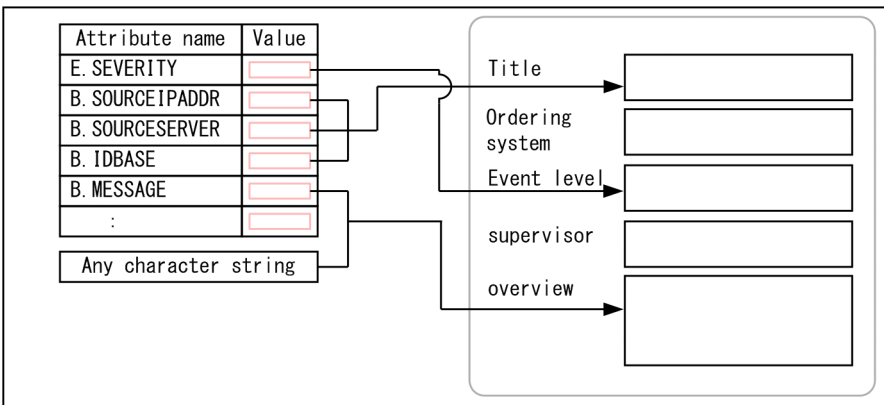 Attribute name Value
E. SEVERITY
B. SOURCEIPADDR
B. SOURCESERVER
B. IDBASE
B. MESSAGE
:
Any character string
Title
Ordering
system
Event level
supervisor
overview